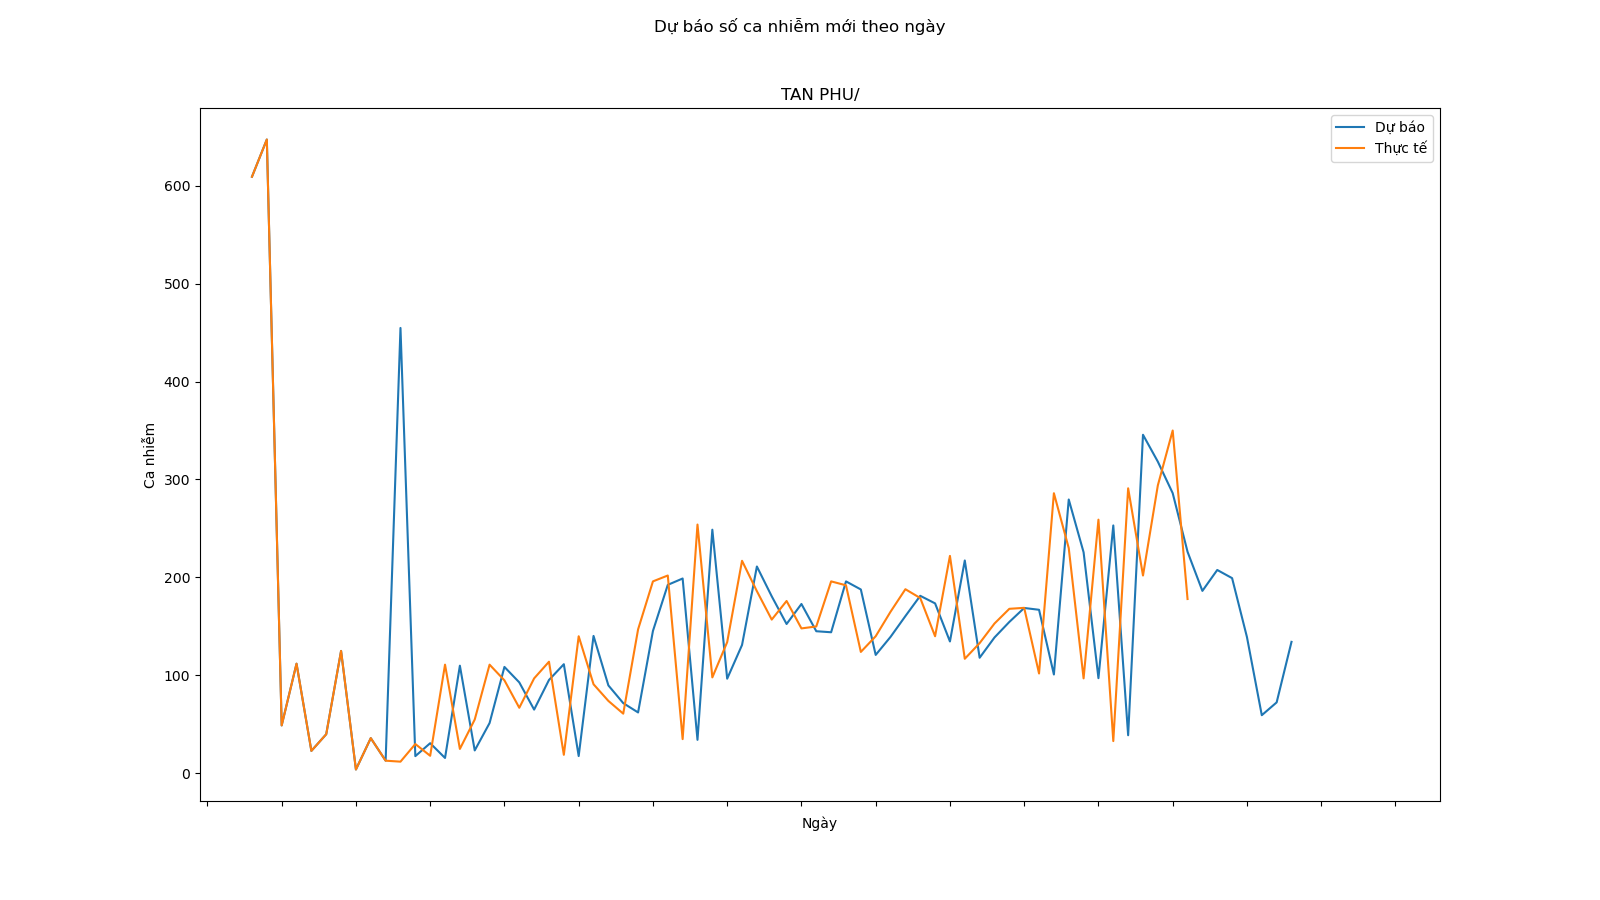 Dự báo số ca nhiễm mới theo ngày
TAN PHU/
Dự báo
Thực tế
600
500
400
300
200
100
0
Ca nhiễm
Ngày